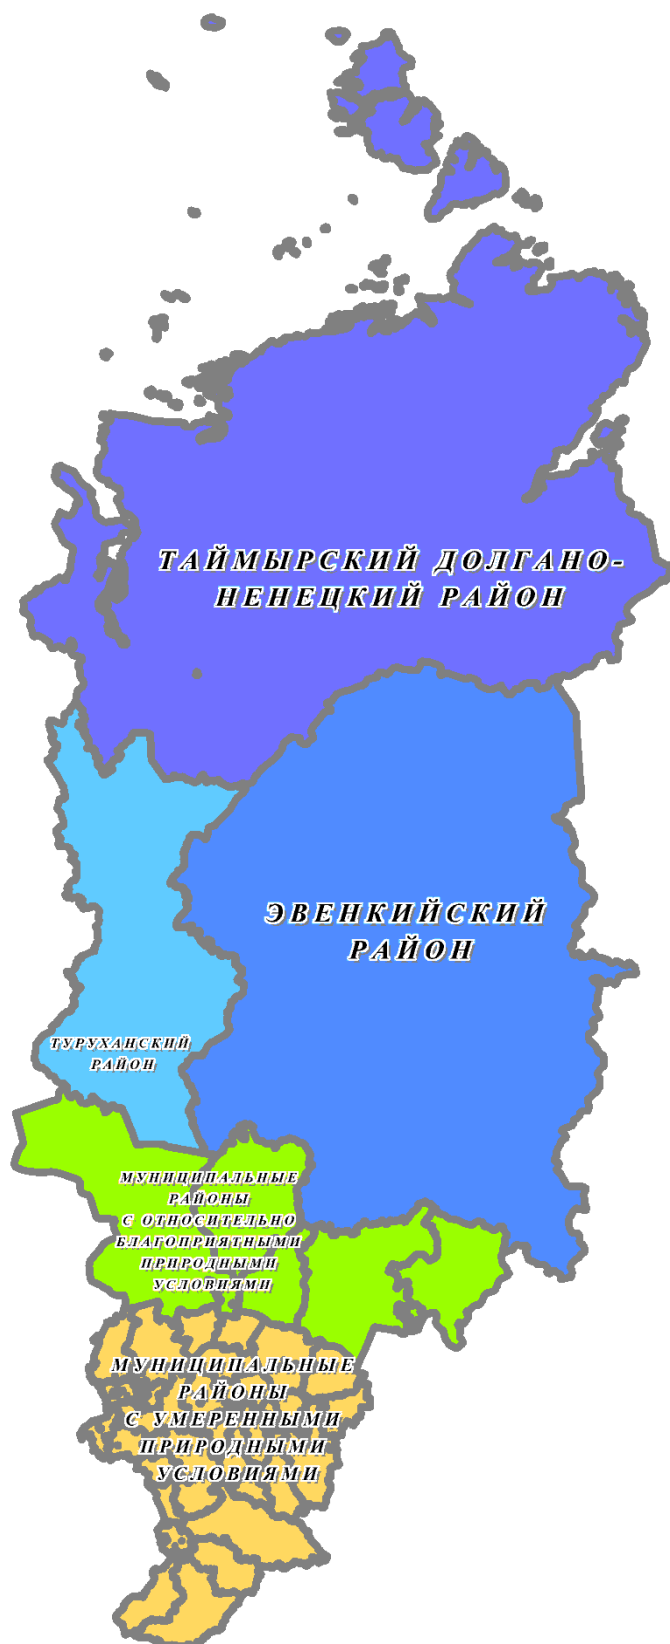 ТАЙМЫРСКИЙ ДОЛГАНО-
НЕНЕЦКИЙ РАЙОН
ЭВЕНКИЙСКИЙ
РАЙОН
ТУРУХАНСКИЙ
РАЙОН
МУНИЦИПАЛЬНЫЕ
РАЙОНЫ
С ОТНОСИТЕЛЬНО
БЛАГОПРИЯТНЫМИ
ПРИРОДНЫМИ
УСЛОВИЯМИ
МУНИЦИПАЛЬНЫЕ
РАЙОНЫ
С УМЕРЕННЫМИ
ПРИРОДНЫМИ
УСЛОВИЯМИ